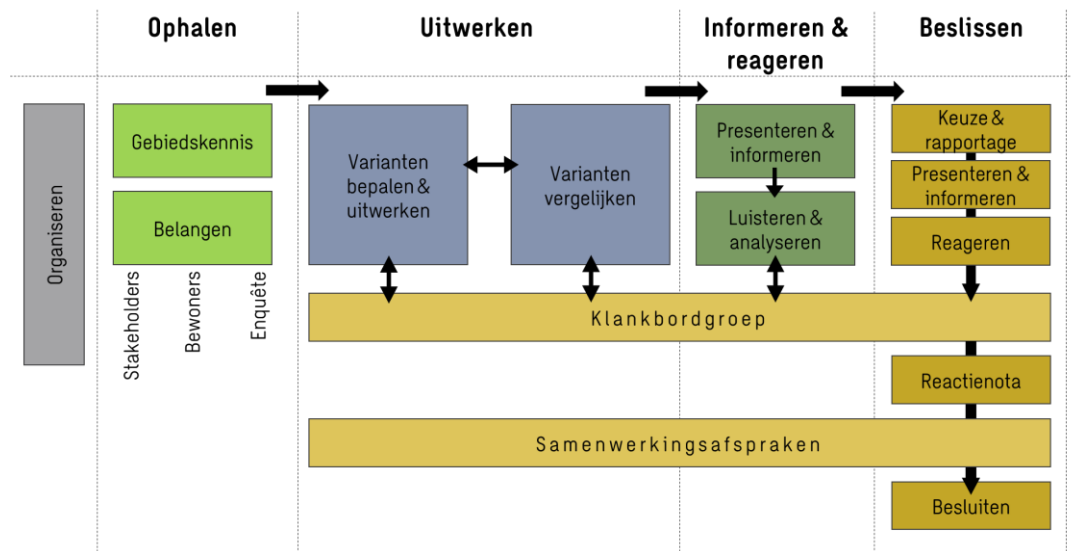 Ophalen
Uitwerken
Informeren &
reageren
Beslissen
Organiseren
Gebiedskennis
Belangen
Stakeholders
Bewoners
Enquête
Varianten
bepalen &
uitwerken
Varianten
vergelijken
Presenteren &
informeren
Luisteren &
analyseren
Keuze &
rapportage
Presenteren &
informeren
Reageren
Klankbordgroep
Reactienota
Samenwerkingsafspraken
Besluiten